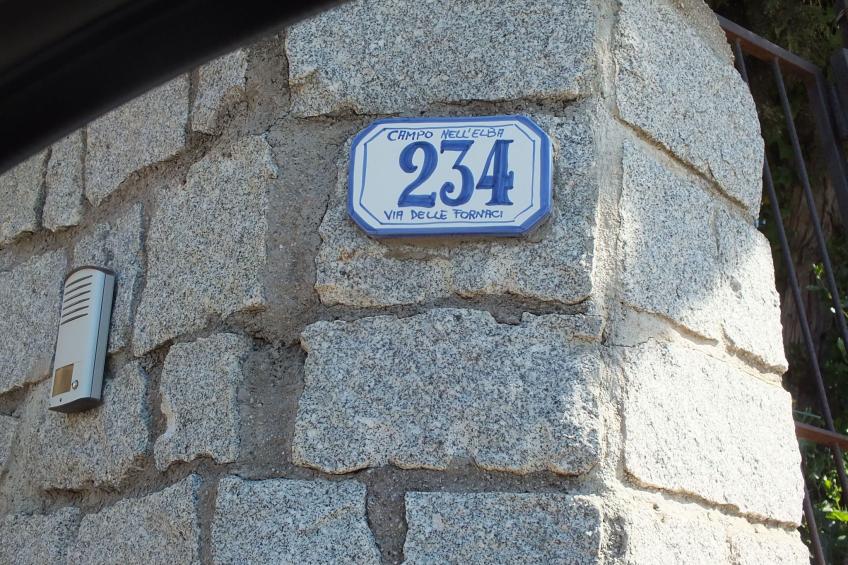 CAMPO NELL'ELBA
234
VIA DELLE FORNACI